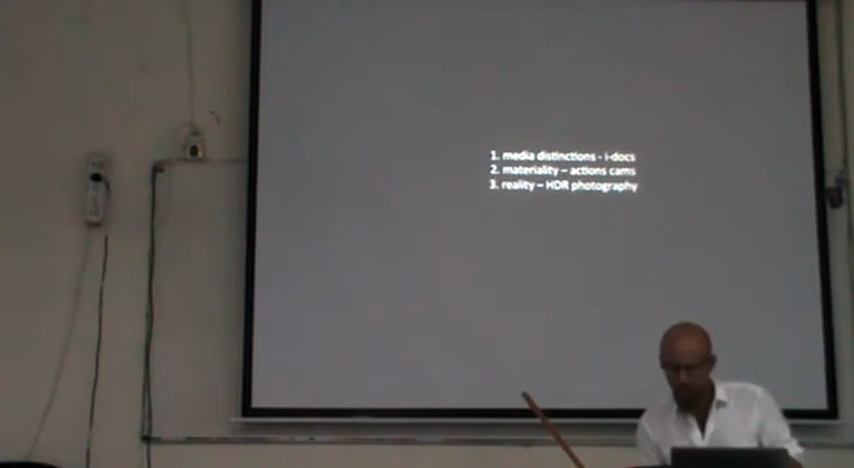 1. media distinctions - i-docs
2. materiality – actions cams
3. reality – HDR photography